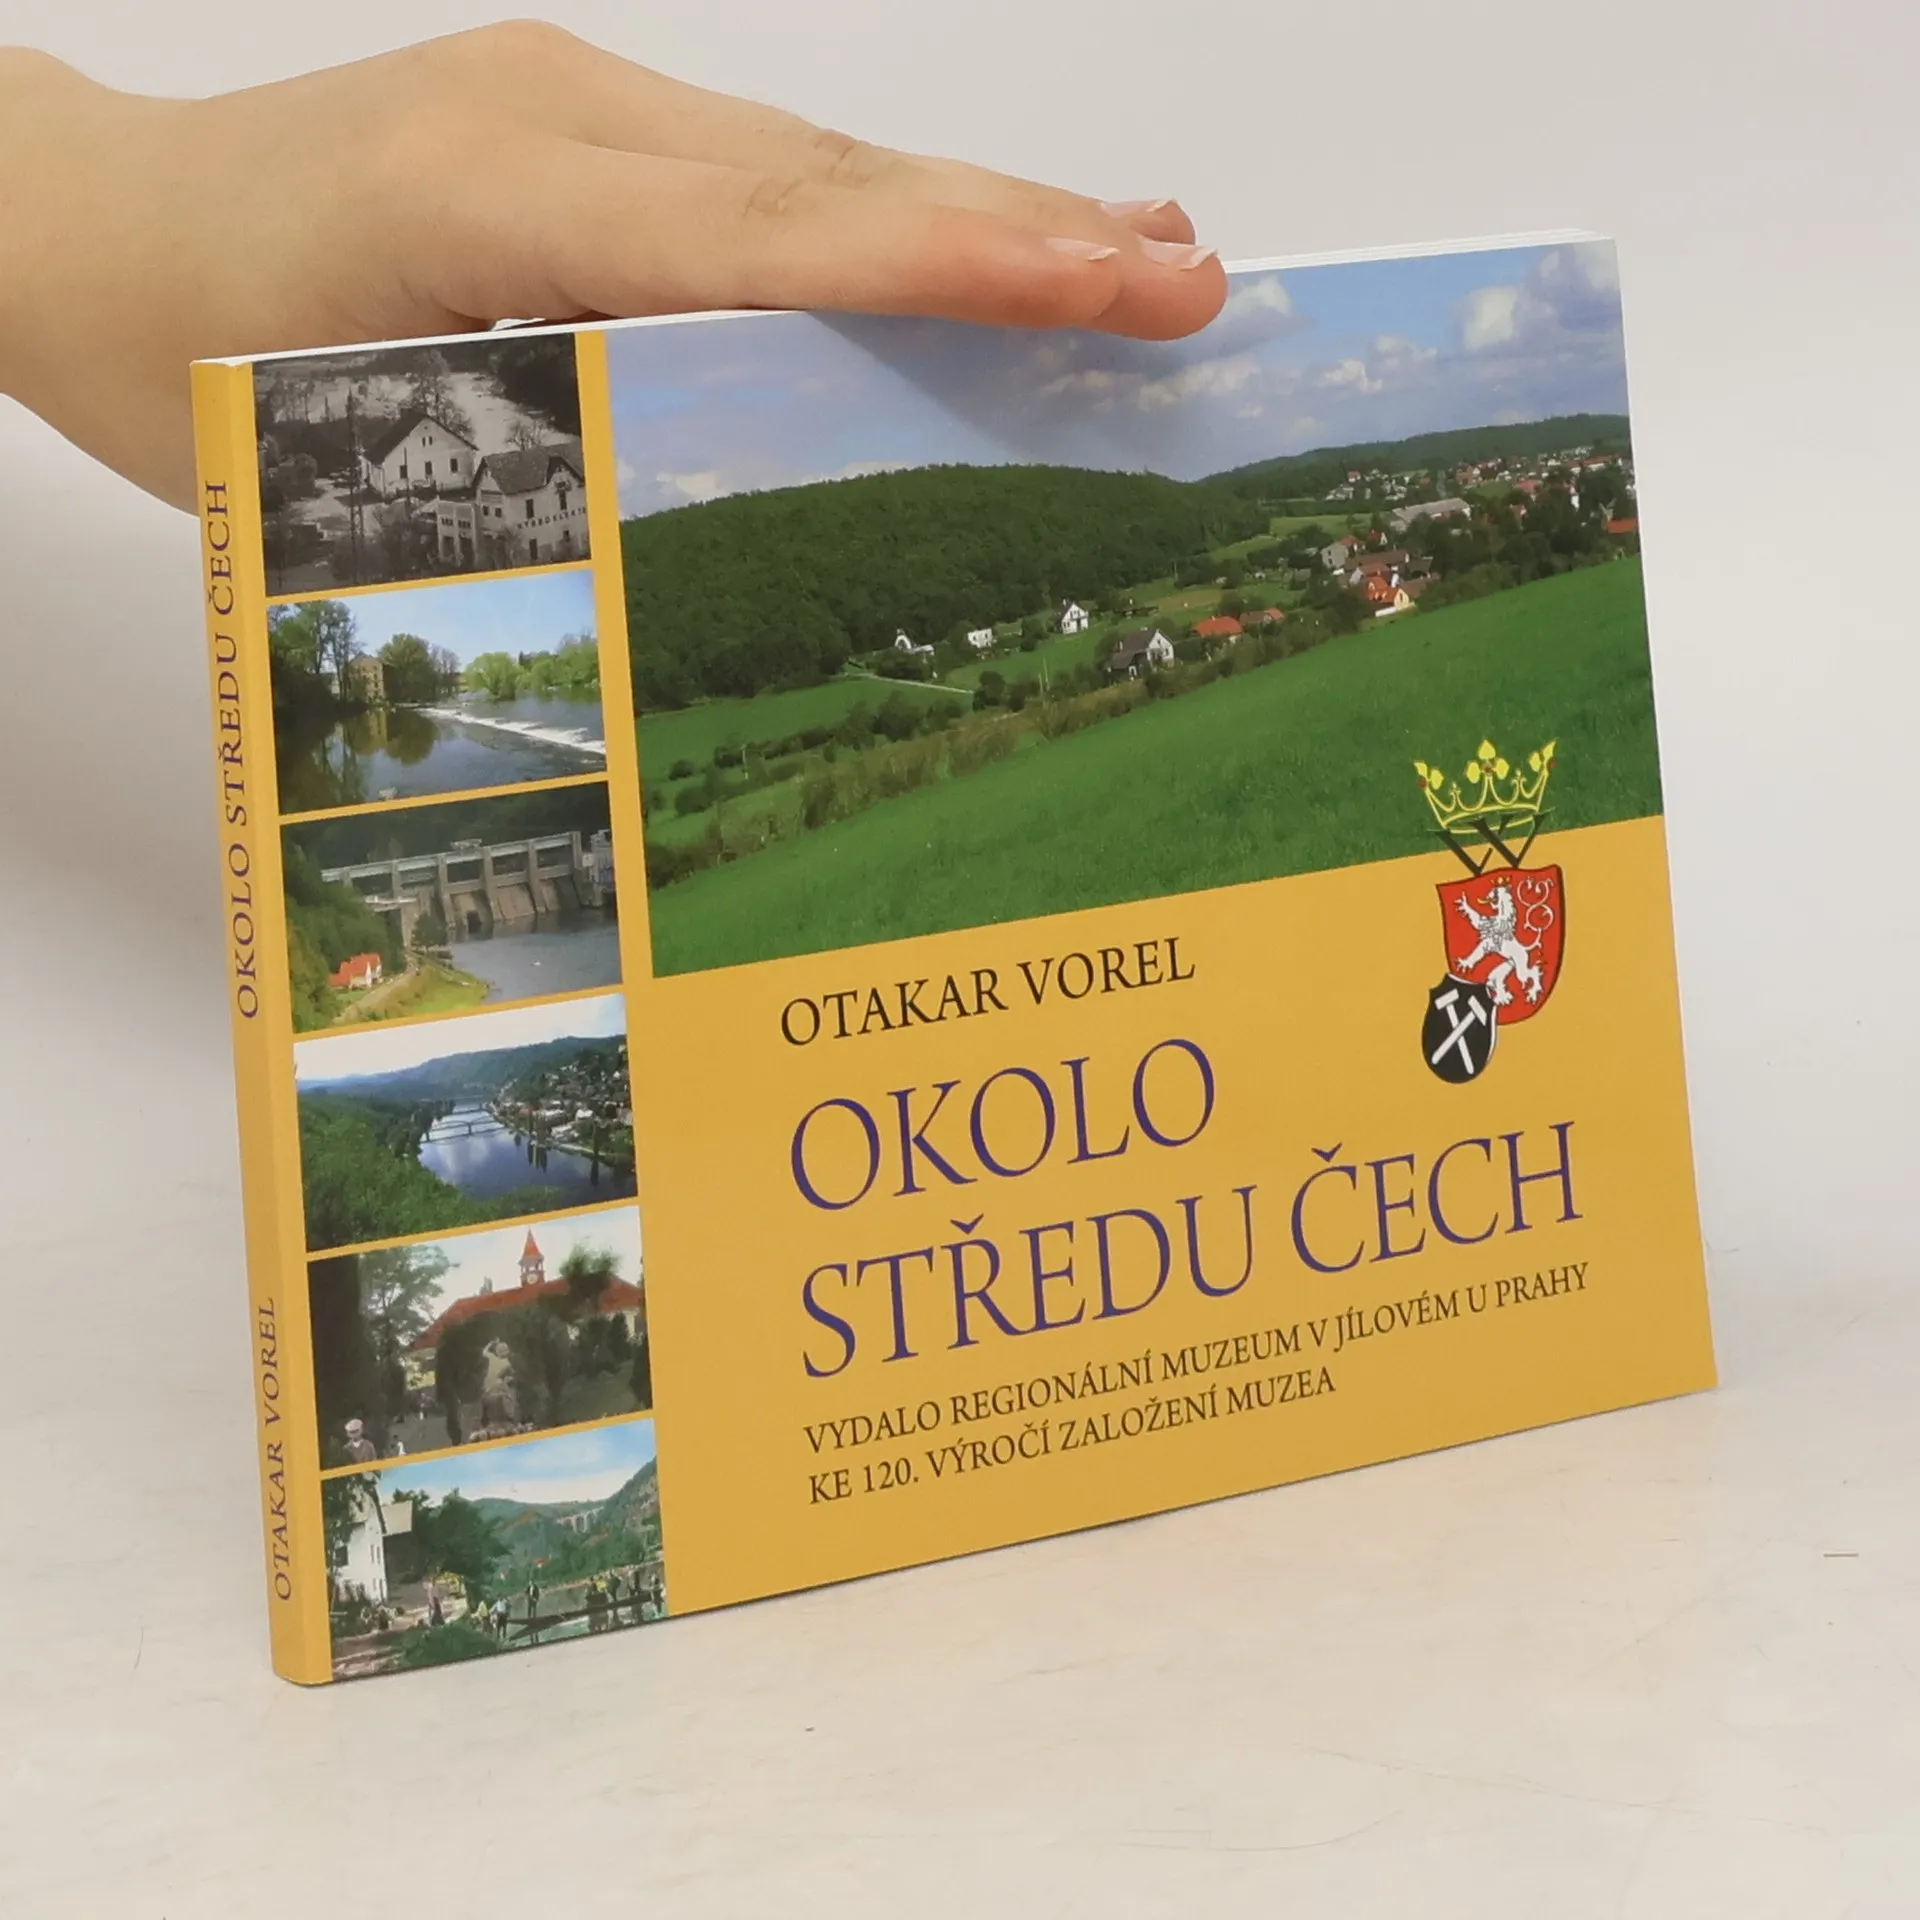 OTAKAR VOREL
OKOLO
STŘEDU ČECH
VYDALO REGIONÁLNÍ MUZEUM V JÍLOVÉM U PRAHY
KE 120. VÝROČÍ ZALOŽENÍ MUZEA
OTAKAR VOREL
OKOLO STŘEDU ČECH